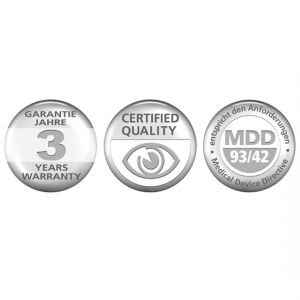 GARANTIE
JAHRE
3
YEARS
WARRANTY
CERTIFIED
QUALITY
entspricht den Anforderungen
MDD
93/42
• Medical Device Directive •